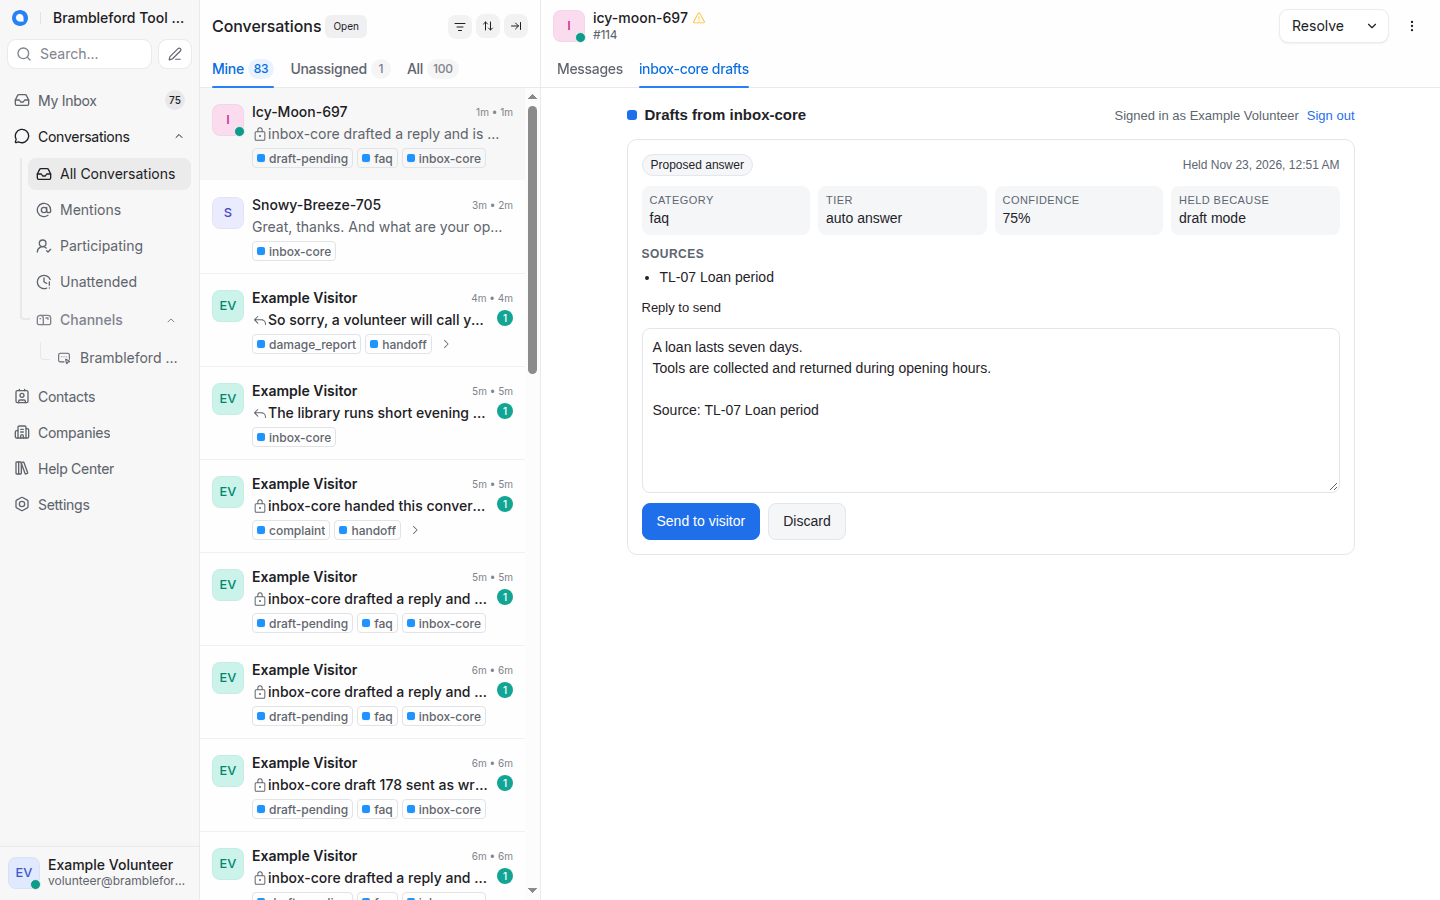 Brambleford Tool ...
Search...
My Inbox
75
Conversations
All Conversations
Mentions
Participating
Unattended
Channels
Brambleford ...
Contacts
Companies
Help Center
Settings
EV
Example Volunteer
volunteer@bramblefor...
Conversations
Open
Mine 83
Unassigned 1
All 100
I
Icy-Moon-697
1m • 1m
inbox-core drafted a reply and is ...
draft-pending
faq
inbox-core
S
Snowy-Breeze-705
3m • 2m
Great, thanks. And what are your op...
inbox-core
EV
Example Visitor
4m • 4m
So sorry, a volunteer will call y...
1
damage_report
handoff
EV
Example Visitor
5m • 5m
The library runs short evening ...
1
inbox-core
EV
Example Visitor
5m • 5m
inbox-core handed this conver...
1
complaint
handoff
EV
Example Visitor
5m • 5m
inbox-core drafted a reply and ...
1
draft-pending
faq
inbox-core
EV
Example Visitor
6m • 6m
inbox-core drafted a reply and ...
1
draft-pending
faq
inbox-core
EV
Example Visitor
6m • 6m
inbox-core draft 178 sent as wr...
1
draft-pending
faq
inbox-core
EV
Example Visitor
6m • 6m
inbox-core drafted a reply and ...
1
I
icy-moon-697
#114
Resolve
Messages
inbox-core drafts
Drafts from inbox-core
Signed in as Example Volunteer
Sign out
Proposed answer
Held Nov 23, 2026, 12:51 AM
CATEGORY
faq
TIER
auto answer
CONFIDENCE
75%
HELD BECAUSE
draft mode
SOURCES
• TL-07 Loan period
Reply to send
A loan lasts seven days.
Tools are collected and returned during opening hours.
Source: TL-07 Loan period
Send to visitor
Discard